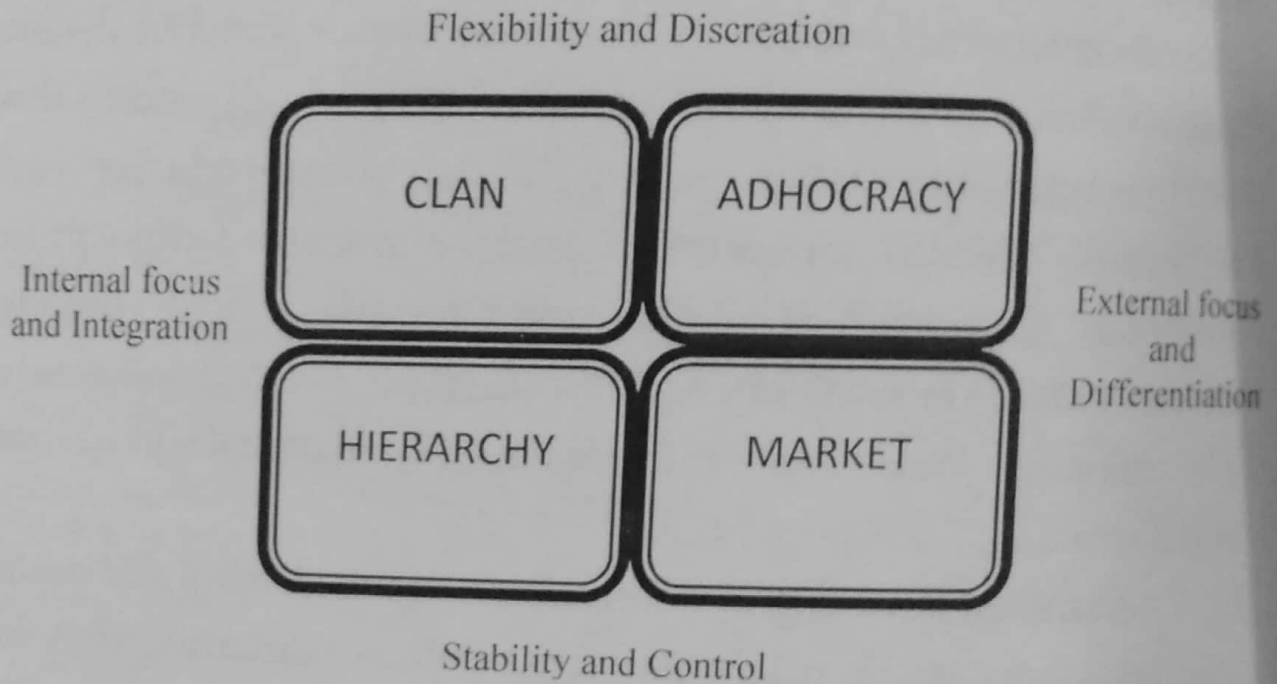 Flexibility and Discreation
CLAN
ADHOCRACY
Internal focus
and Integration
External focus
and
Differentiation
HIERARCHY
MARKET
Stability and Control